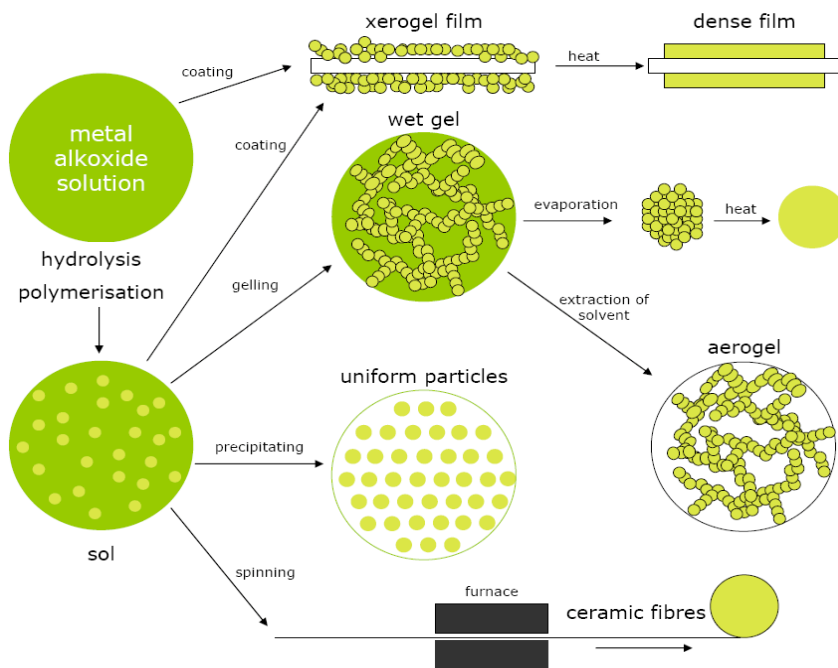 xerogel film
dense film
coating
heat
metal
alkoxide
solution
coating
wet gel
evaporation
heat
hydrolysis
polymerisation
gelling
extraction of
solvent
aerogel
uniform particles
precipitating
sol
spinning
furnace
ceramic fibres